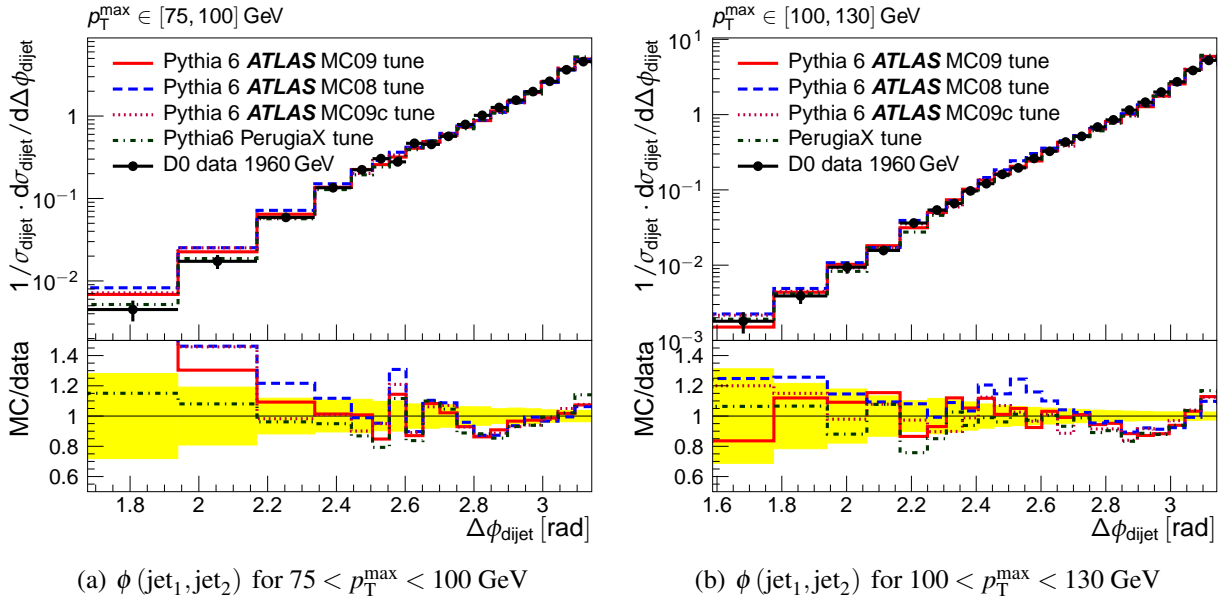 p_T^max ∈ [75, 100] GeV
Pythia 6 ATLAS MC09 tune
Pythia 6 ATLAS MC08 tune
Pythia 6 ATLAS MC09c tune
Pythia6 PerugiaX tune
D0 data 1960 GeV
1/σ_dijet · dσ_dijet / dΔϕ_dijet
1
10^−1
10^−2
MC/data
1.4
1.2
1.0
0.8
0.6
1.8 2 2.2 2.4 2.6 2.8 3
Δϕ_dijet [rad]
(a) ϕ (jet_1, jet_2) for 75 < p_T^max < 100 GeV
p_T^max ∈ [100, 130] GeV
Pythia 6 ATLAS MC09 tune
Pythia 6 ATLAS MC08 tune
Pythia 6 ATLAS MC09c tune
PerugiaX tune
D0 data 1960 GeV
1/σ_dijet · dσ_dijet / dΔϕ_dijet
10^1
1
10^−1
10^−2
10^−3
MC/data
1.4
1.2
1.0
0.8
0.6
1.6 1.8 2 2.2 2.4 2.6 2.8 3
Δϕ_dijet [rad]
(b) ϕ (jet_1, jet_2) for 100 < p_T^max < 130 GeV